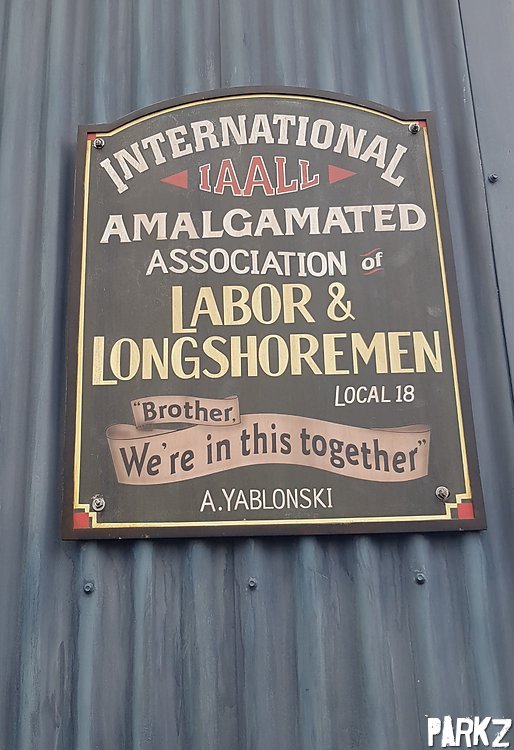 INTERNATIONAL
IAALL
AMALGAMATED
ASSOCIATION of
LABOR &
LONGSHOREMEN
LOCAL 18
"Brother,
We're in this together"
A.YABLONSKI
PARKZ